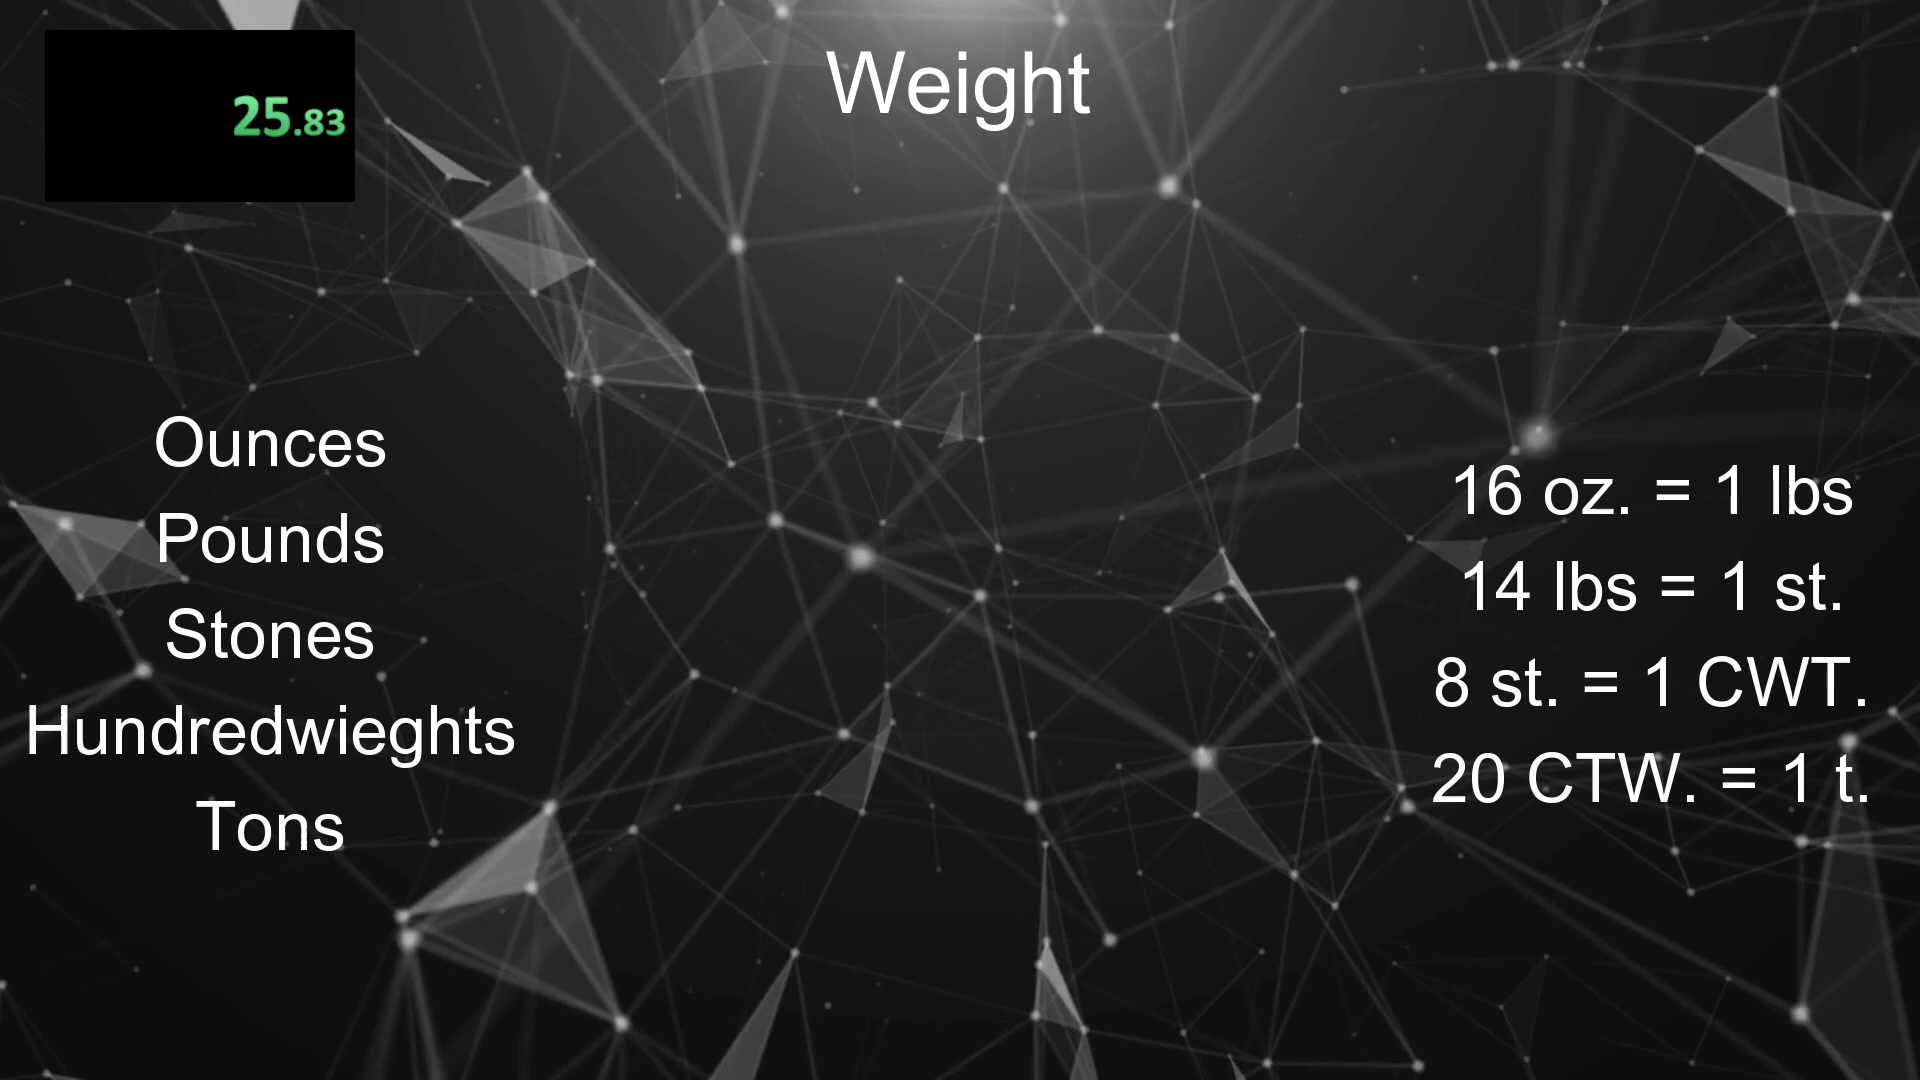 25.83
Weight
Ounces
Pounds
Stones
Hundredwieghts
Tons
16 oz. = 1 lbs
14 lbs = 1 st.
8 st. = 1 CWT.
20 CTW. = 1 t.